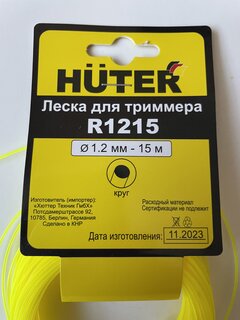 HÜTER
Леска для триммера
R1215
ø 1.2 мм - 15 м
круг
Изготовитель (импортер):
«Хюттер Техник ГмбХ»
Потсдамерштрассе 92,
10785, Берлин, Германия
Сделано в КНР
Расходный материал
Сертификации не подлежит
Дата изготовления: 11.2023